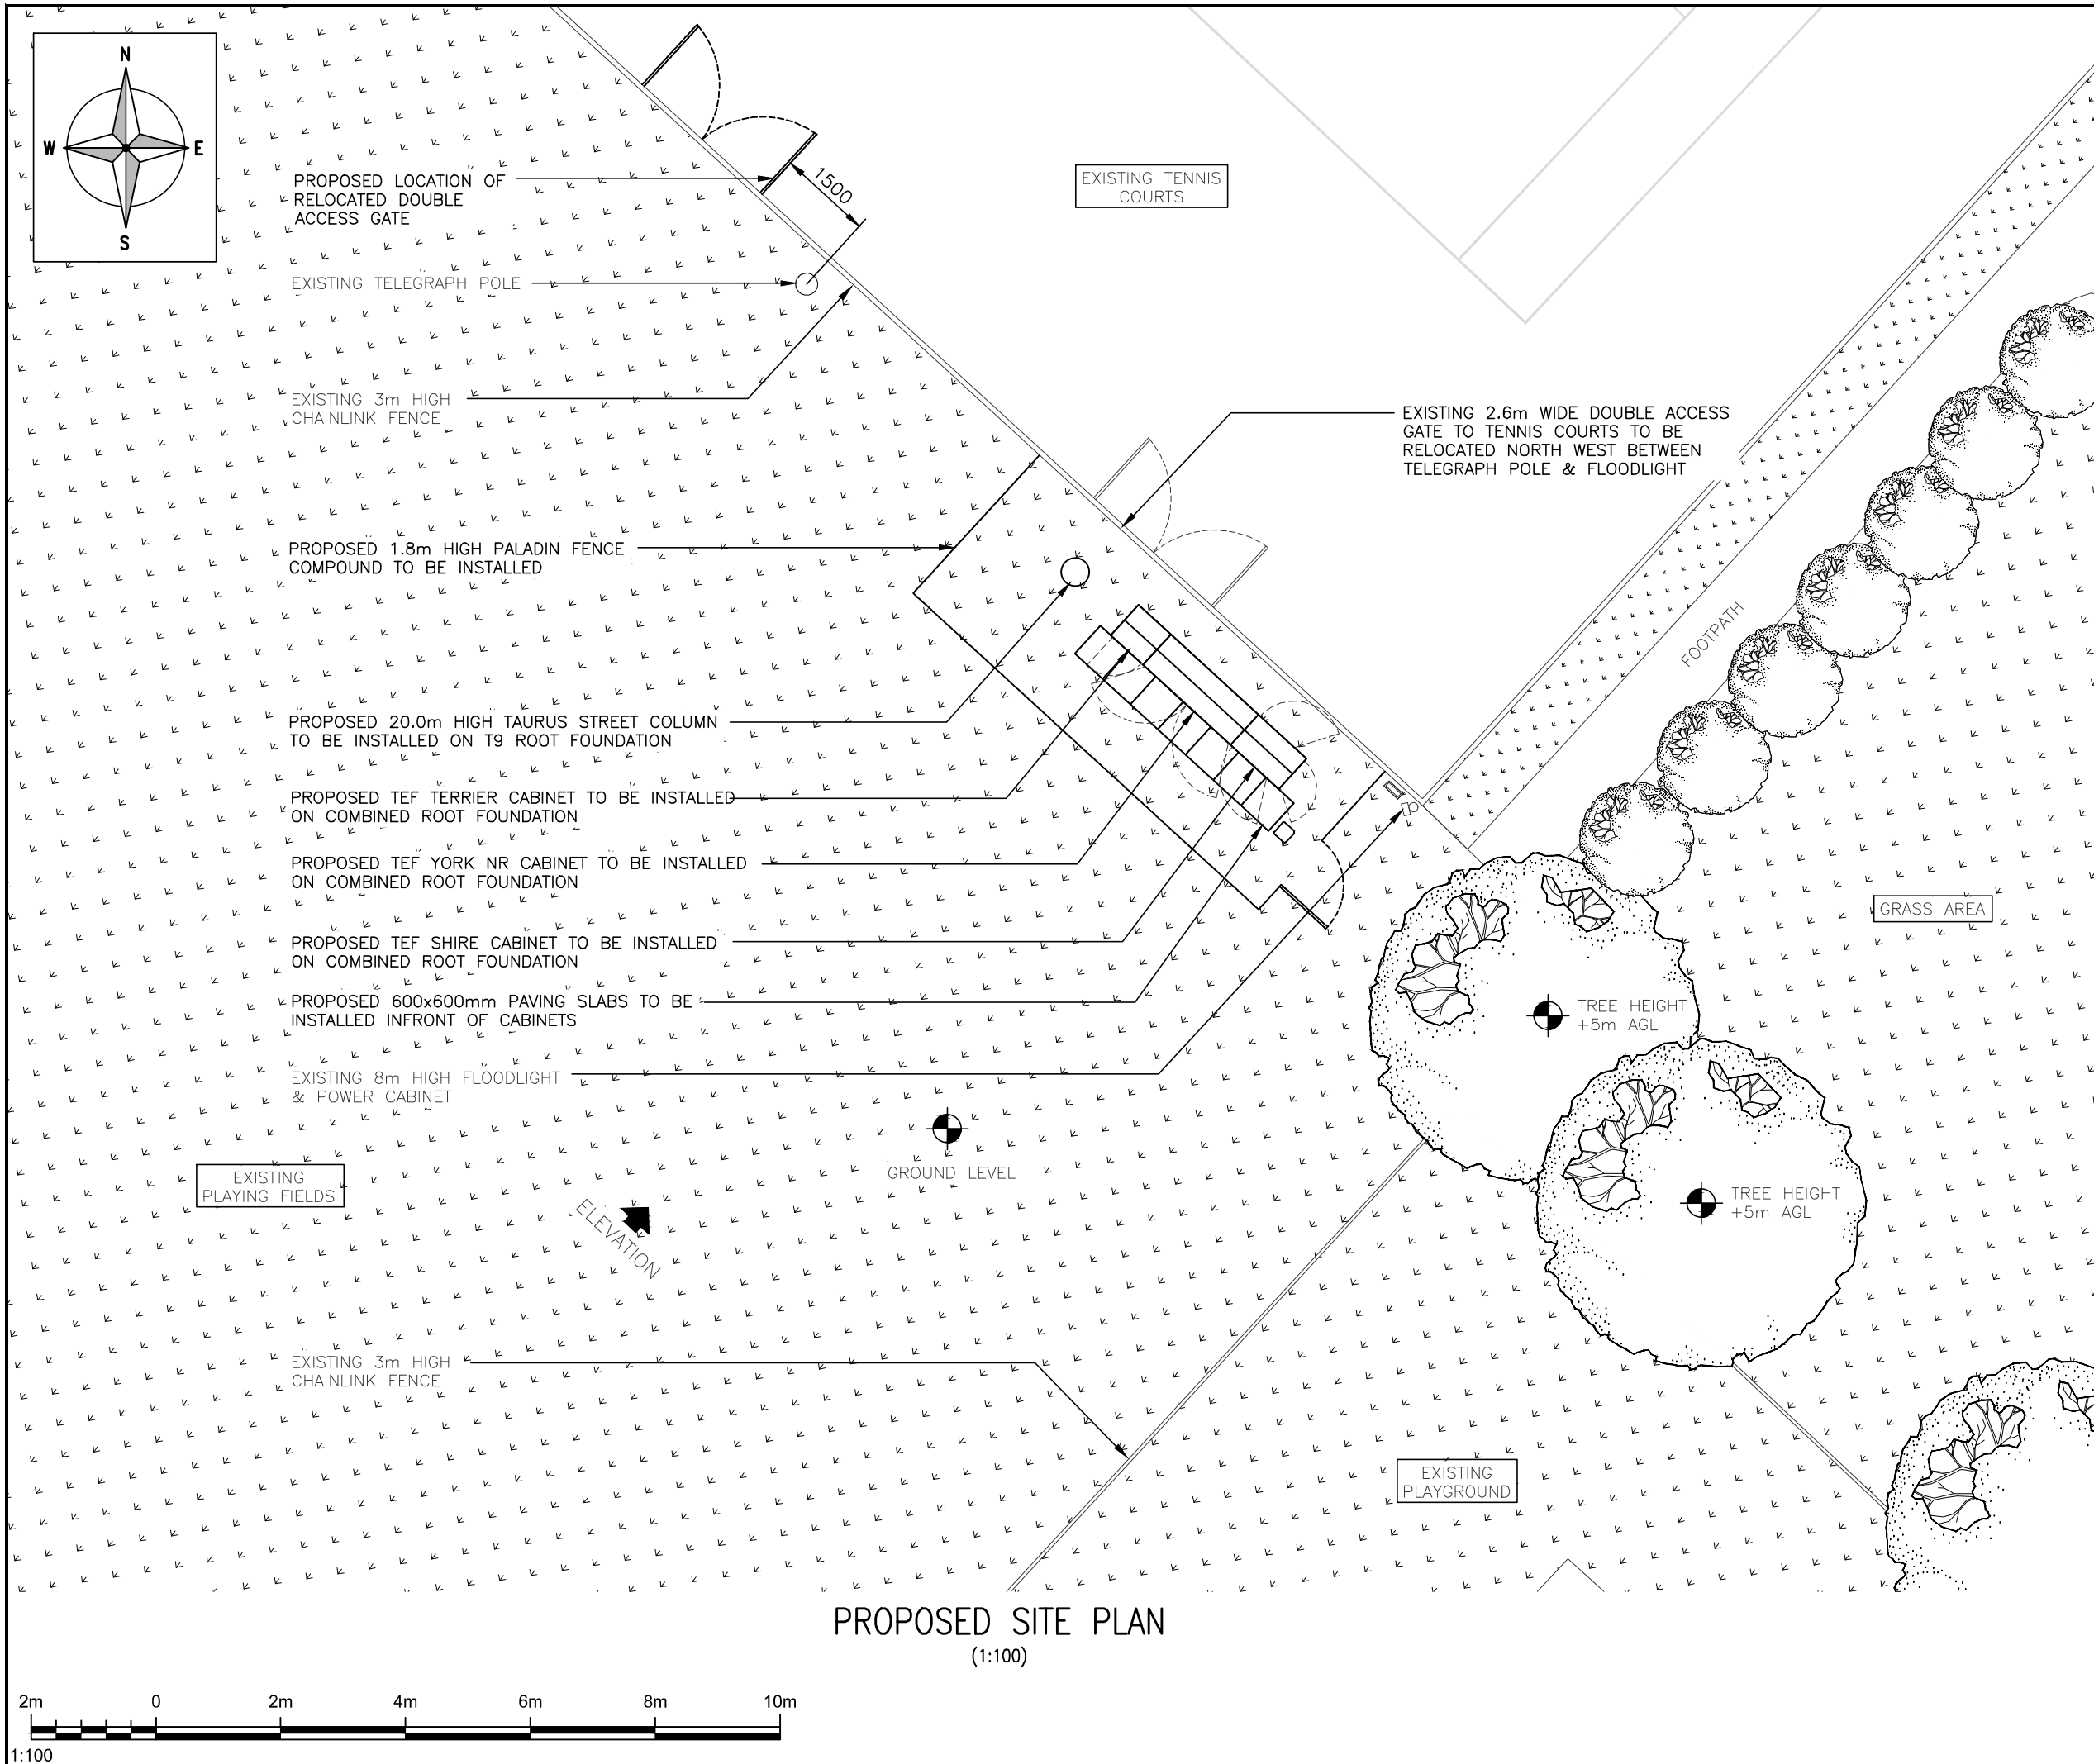 N
W
E
S
PROPOSED LOCATION OF
RELOCATED DOUBLE
ACCESS GATE
1500
EXISTING TENNIS
COURTS
EXISTING TELEGRAPH POLE
EXISTING 3m HIGH
CHAINLINK FENCE
EXISTING 2.6m WIDE DOUBLE ACCESS
GATE TO TENNIS COURTS TO BE
RELOCATED NORTH WEST BETWEEN
TELEGRAPH POLE & FLOODLIGHT
PROPOSED 1.8m HIGH PALADIN FENCE
COMPOUND TO BE INSTALLED
FOOTPATH
PROPOSED 20.0m HIGH TAURUS STREET COLUMN
TO BE INSTALLED ON T9 ROOT FOUNDATION
PROPOSED TEF TERRIER CABINET TO BE INSTALLED
ON COMBINED ROOT FOUNDATION
PROPOSED TEF YORK NR CABINET TO BE INSTALLED
ON COMBINED ROOT FOUNDATION
GRASS AREA
PROPOSED TEF SHIRE CABINET TO BE INSTALLED
ON COMBINED ROOT FOUNDATION
PROPOSED 600x600mm PAVING SLABS TO BE
INSTALLED INFRONT OF CABINETS
TREE HEIGHT
+5m AGL
EXISTING 8m HIGH FLOODLIGHT
& POWER CABINET
GROUND LEVEL
EXISTING
PLAYING FIELDS
TREE HEIGHT
+5m AGL
ELEVATION
EXISTING 3m HIGH
CHAINLINK FENCE
EXISTING
PLAYGROUND
PROPOSED SITE PLAN
(1:100)
2m 0 2m 4m 6m 8m 10m
1:100